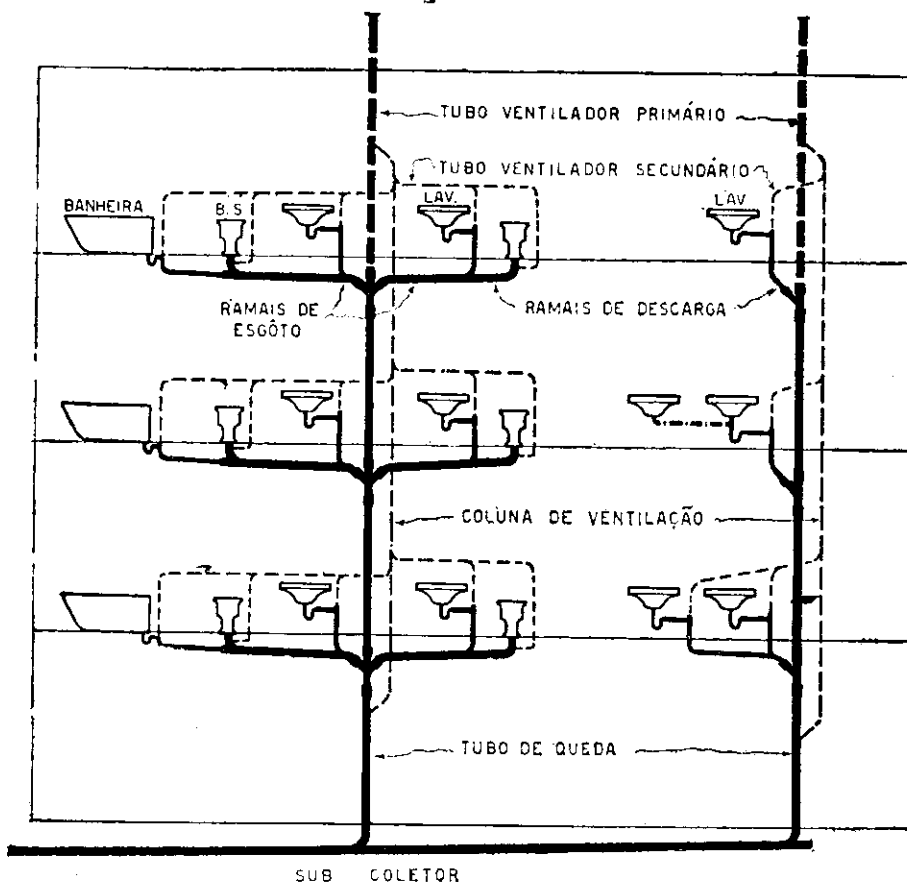 TUBO VENTILADOR PRIMÁRIO
TUBO VENTILADOR SECUNDÁRIO
BANHEIRA
B.S
LAV.
LAV
RAMAIS DE
ESGÔTO
RAMAIS DE DESCARGA
COLUNA DE VENTILAÇÃO
TUBO DE QUEDA
SUB COLETOR